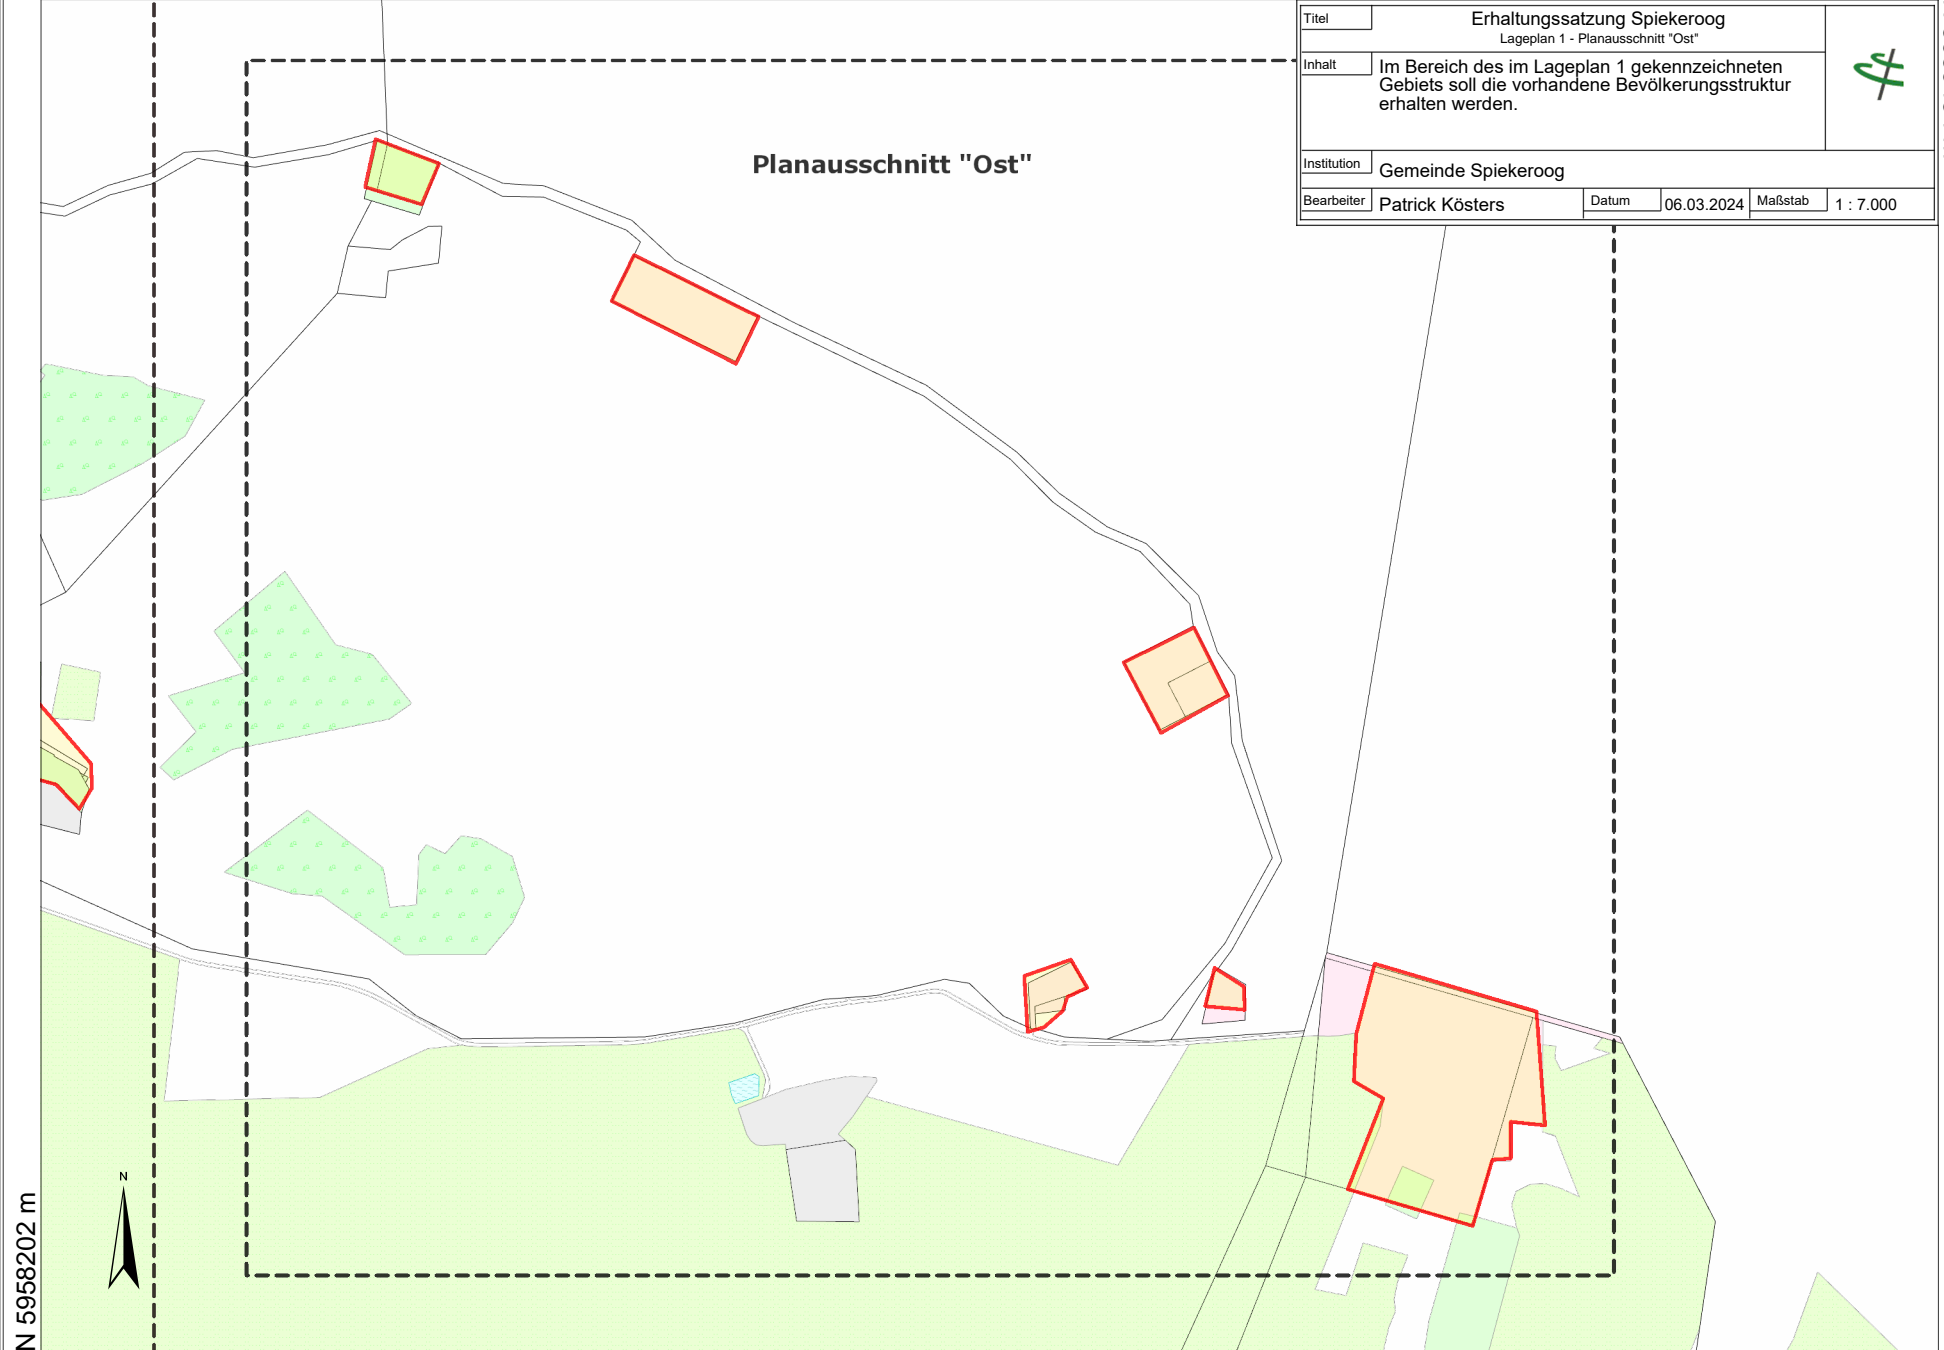 Titel
Erhaltungssatzung Spiekeroog
Lageplan 1 - Planausschnitt "Ost"
Inhalt
Im Bereich des im Lageplan 1 gekennzeichneten
Gebiets soll die vorhandene Bevölkerungsstruktur
erhalten werden.
Institution
Gemeinde Spiekeroog
Bearbeiter Patrick Kösters Datum 06.03.2024 Maßstab 1 : 7.000
Planausschnitt "Ost"
N
N 5958202 m